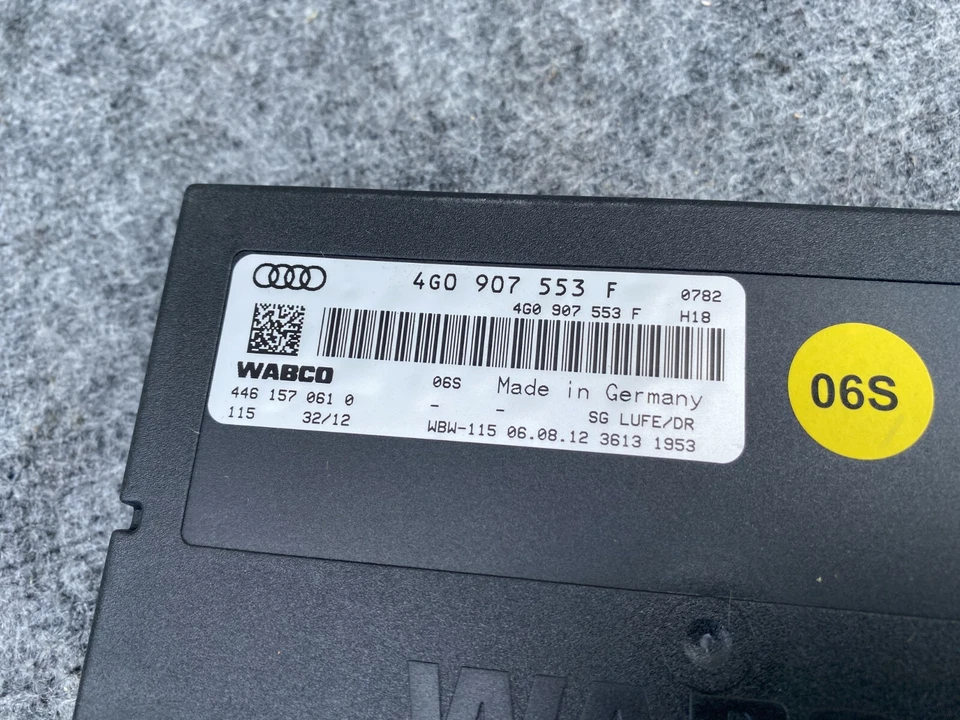 4G0 907 553 F 0782
4G0 907 553 F H18
WABCO
06S Made in Germany
446 157 061 0 - - SG LUFE/DR
115 32/12 WBW-115 06.08.12 3613 1953
06S
WAB